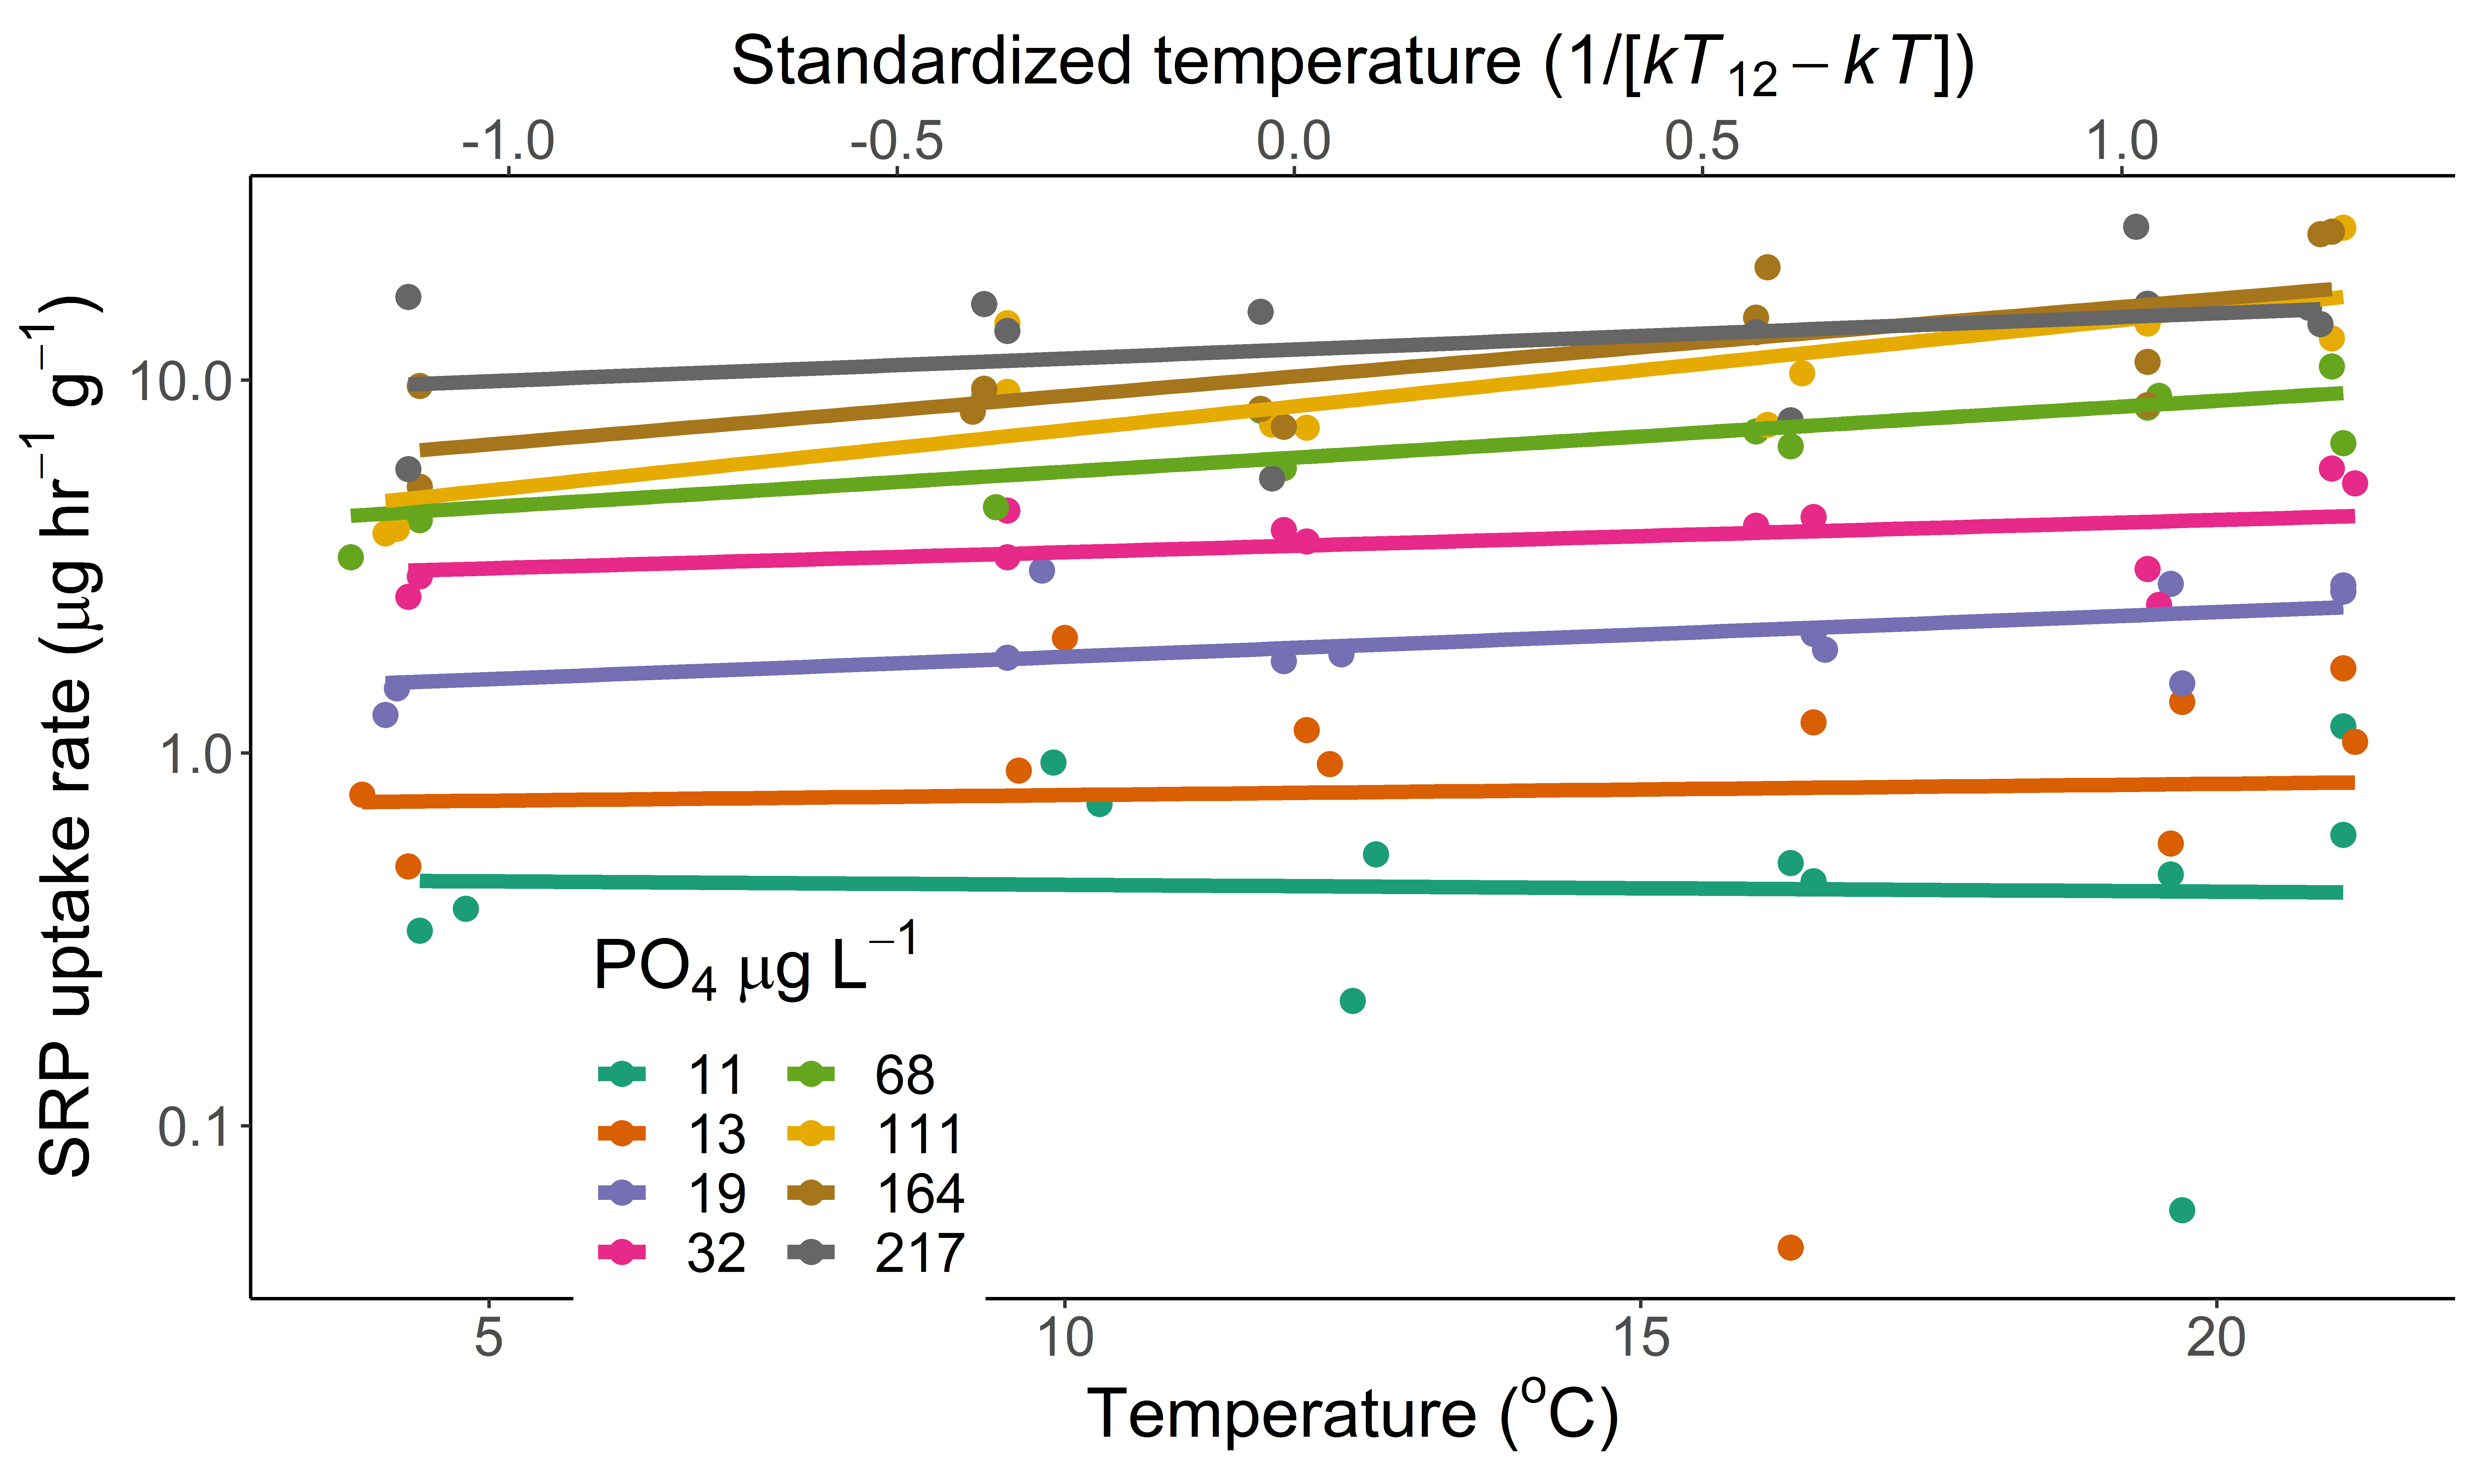 Standardized temperature (1/[kT₁₂ − kT])
-1.0 -0.5 0.0 0.5 1.0
SRP uptake rate (μg hr⁻¹ g⁻¹)
10.0
1.0
0.1
PO₄ μg L⁻¹
11 68
13 111
19 164
32 217
5 10 15 20
Temperature (°C)